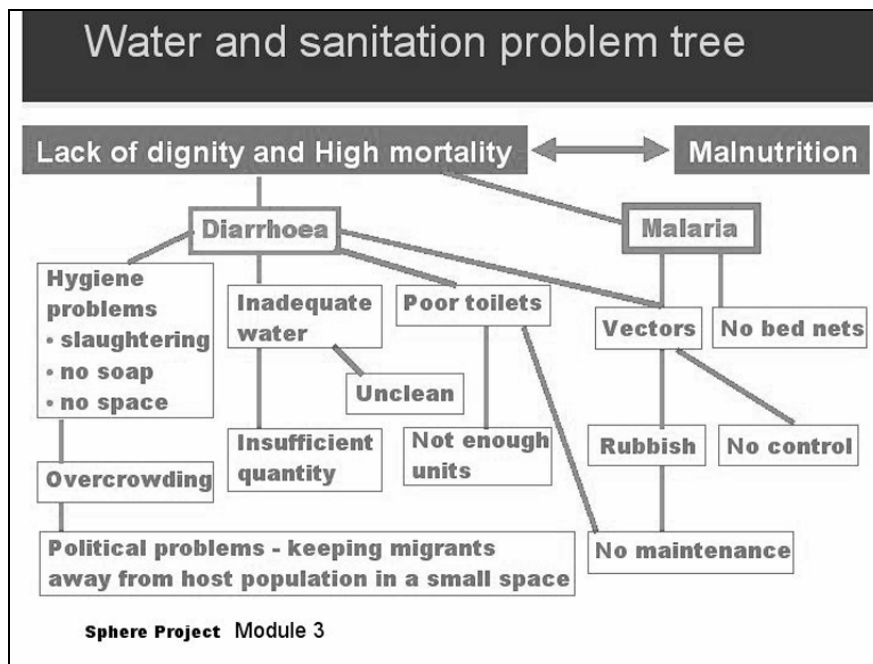 Water and sanitation problem tree
Lack of dignity and High mortality
Malnutrition
Diarrhoea
Malaria
Hygiene
problems
• slaughtering
• no soap
• no space
Inadequate
water
Poor toilets
Vectors
No bed nets
Unclean
Insufficient
quantity
Not enough
units
Rubbish
No control
Overcrowding
Political problems - keeping migrants
away from host population in a small space
No maintenance
Sphere Project Module 3